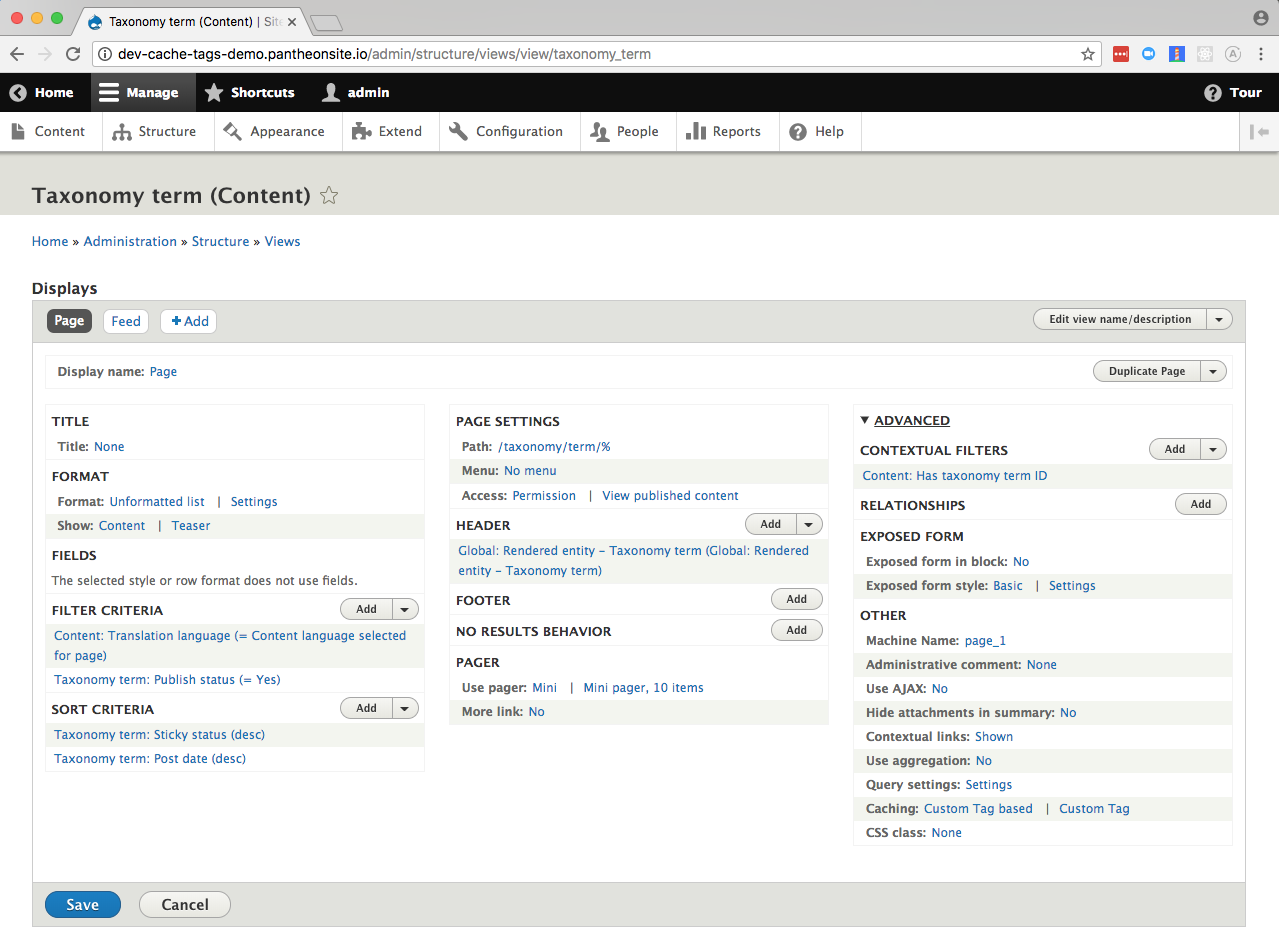 Taxonomy term (Content) | Site
dev-cache-tags-demo.pantheonsite.io/admin/structure/views/view/taxonomy_term
Home Manage Shortcuts admin Tour
Content Structure Appearance Extend Configuration People Reports Help
Taxonomy term (Content)
Home » Administration » Structure » Views
Displays
Page Feed +Add Edit view name/description
Display name: Page Duplicate Page
TITLE
Title: None
FORMAT
Format: Unformatted list | Settings
Show: Content | Teaser
FIELDS
The selected style or row format does not use fields.
FILTER CRITERIA Add
Content: Translation language (= Content language selected
for page)
Taxonomy term: Publish status (= Yes)
SORT CRITERIA Add
Taxonomy term: Sticky status (desc)
Taxonomy term: Post date (desc)
PAGE SETTINGS
Path: /taxonomy/term/%
Menu: No menu
Access: Permission | View published content
HEADER Add
Global: Rendered entity – Taxonomy term (Global: Rendered
entity – Taxonomy term)
FOOTER Add
NO RESULTS BEHAVIOR Add
PAGER
Use pager: Mini | Mini pager, 10 items
More link: No
ADVANCED
CONTEXTUAL FILTERS Add
Content: Has taxonomy term ID
RELATIONSHIPS Add
EXPOSED FORM
Exposed form in block: No
Exposed form style: Basic | Settings
OTHER
Machine Name: page_1
Administrative comment: None
Use AJAX: No
Hide attachments in summary: No
Contextual links: Shown
Use aggregation: No
Query settings: Settings
Caching: Custom Tag based | Custom Tag
CSS class: None
Save Cancel